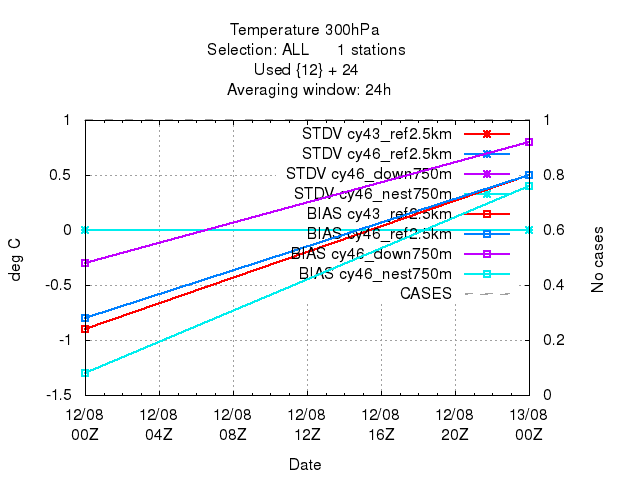 Temperature 300hPa
Selection: ALL 1 stations
Used {12} + 24
Averaging window: 24h
STDV cy43_ref2.5km
STDV cy46_ref2.5km
STDV cy46_down750m
STDV cy46_nest750m
BIAS cy43_ref2.5km
BIAS cy46_ref2.5km
BIAS cy46_down750m
BIAS cy46_nest750m
CASES
deg C
1
0.5
0
-0.5
-1
-1.5
No cases
1
0.8
0.6
0.4
0.2
0
12/08 12/08 12/08 12/08 12/08 12/08 13/08
00Z 04Z 08Z 12Z 16Z 20Z 00Z
Date